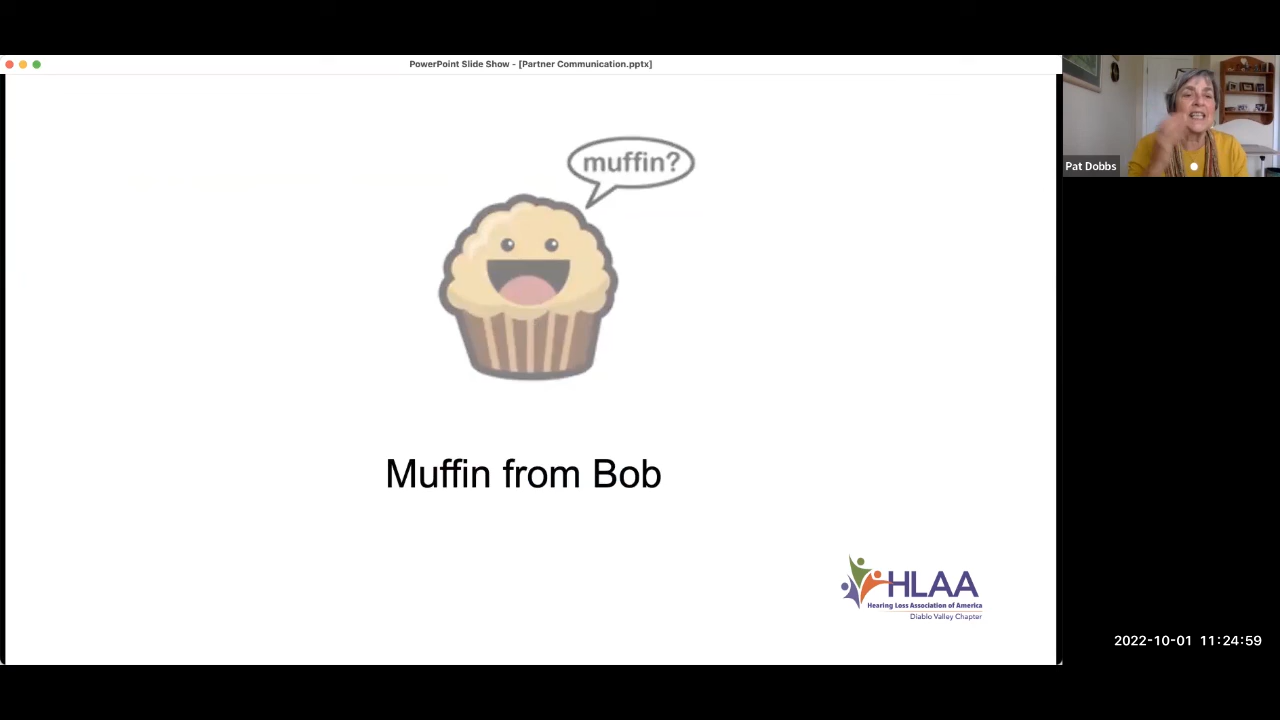 PowerPoint Slide Show - [Partner Communication.pptx]
Pat Dobbs
muffin?
Muffin from Bob
HLAA
Hearing Loss Association of America
Diablo Valley Chapter
2022-10-01 11:24:59